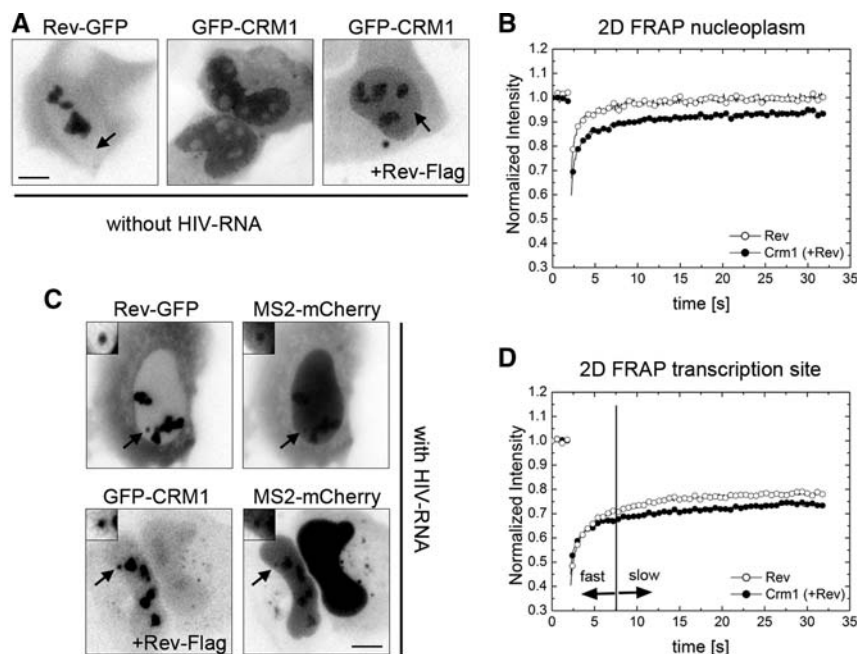 A
Rev-GFP
GFP-CRM1
GFP-CRM1
+Rev-Flag
without HIV-RNA
B
2D FRAP nucleoplasm
Normalized Intensity
1.2
1.1
1.0
0.9
0.8
0.7
0.6
0.5
0.4
0.3
Rev
Crm1 (+Rev)
0 5 10 15 20 25 30 35
time [s]
C
Rev-GFP
MS2-mCherry
GFP-CRM1
MS2-mCherry
+Rev-Flag
with HIV-RNA
D
2D FRAP transcription site
Normalized Intensity
1.2
1.1
1.0
0.9
0.8
0.7
0.6
0.5
0.4
0.3
fast slow
Rev
Crm1 (+Rev)
0 5 10 15 20 25 30 35
time [s]